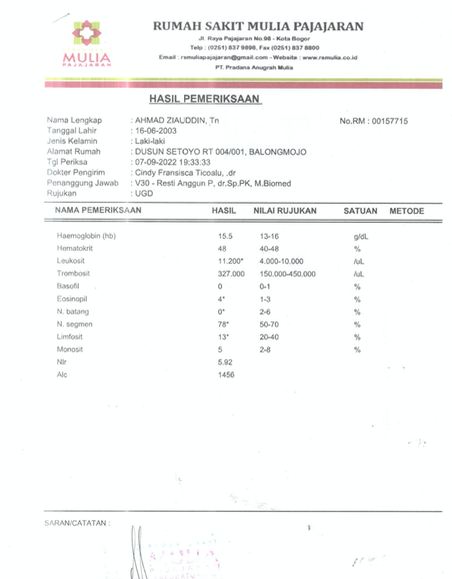 MULIA
PAJAJARAN
RUMAH SAKIT MULIA PAJAJARAN
Jl. Raya Pajajaran No.98 - Kota Bogor
Telp : (0251) 837 9898, Fax (0251) 837 8800
Email : rsmuliapajajaran@gmail.com - Website : www.rsmulia.co.id
PT. Pradana Anugrah Mulia
HASIL PEMERIKSAAN
Nama Lengkap : AHMAD ZIAUDDIN, Tn No.RM : 00157715
Tanggal Lahir : 16-06-2003
Jenis Kelamin : Laki-laki
Alamat Rumah : DUSUN SETOYO RT 004/001, BALONGMOJO
Tgl Periksa : 07-09-2022 19:33:33
Dokter Pengirim : Cindy Fransisca Ticoalu, .dr
Penanggung Jawab : V30 - Resti Anggun P, dr.Sp.PK, M.Biomed
Rujukan : UGD
NAMA PEMERIKSAAN HASIL NILAI RUJUKAN SATUAN METODE
Haemoglobin (hb) 15.5 13-16 g/dL
Hematokrit 48 40-48 %
Leukosit 11.200* 4.000-10.000 /uL
Trombosit 327.000 150.000-450.000 /uL
Basofil 0 0-1 %
Eosinopil 4* 1-3 %
N. batang 0* 2-6 %
N. segmen 78* 50-70 %
Limfosit 13* 20-40 %
Monosit 5 2-8 %
Nlr 5.92
Alc 1456
SARAN/CATATAN :